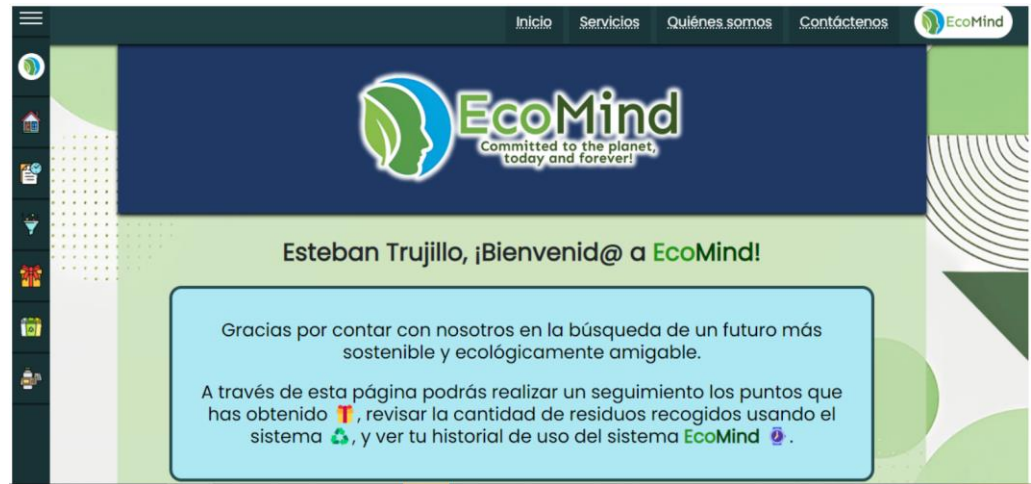 Inicio Servicios Quiénes somos Contáctenos EcoMind
EcoMind
Committed to the planet,
today and forever!
Esteban Trujillo, ¡Bienvenid@ a EcoMind!
Gracias por contar con nosotros en la búsqueda de un futuro más
sostenible y ecológicamente amigable.
A través de esta página podrás realizar un seguimiento los puntos que
has obtenido , revisar la cantidad de residuos recogidos usando el
sistema , y ver tu historial de uso del sistema EcoMind .